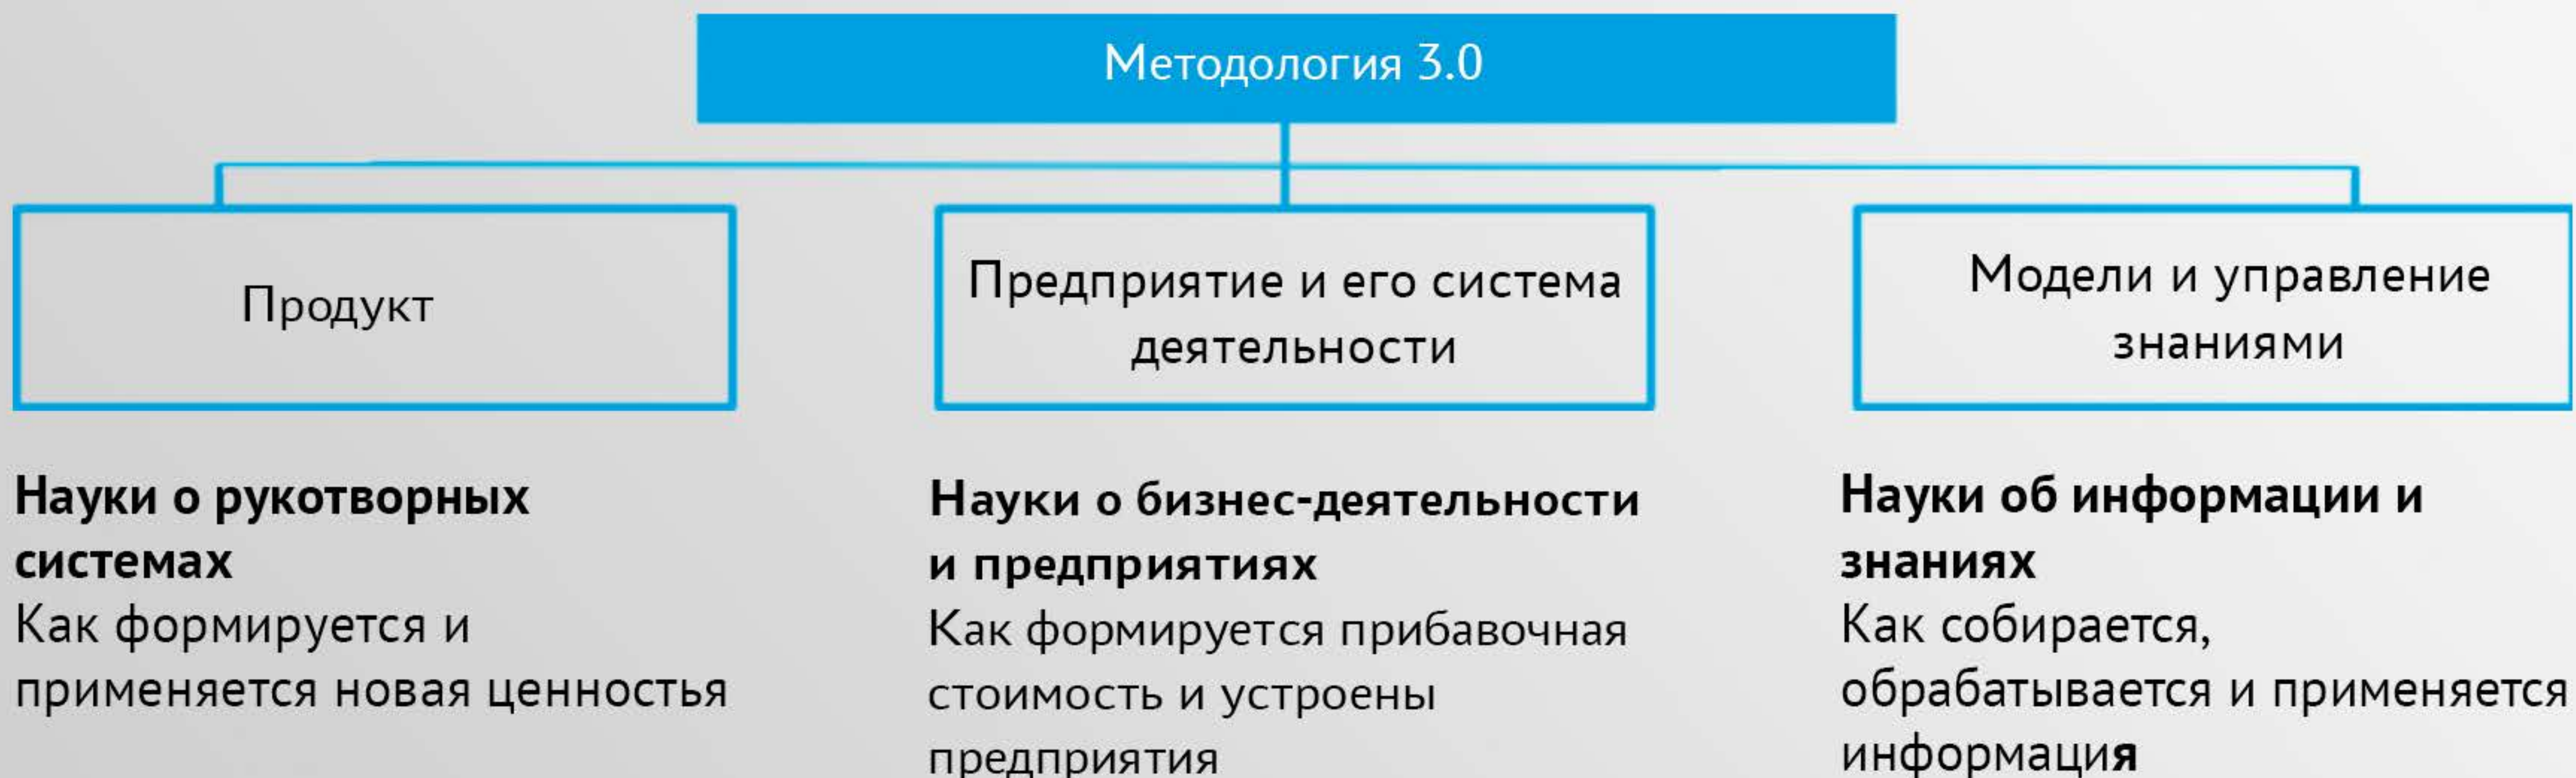 Методология 3.0
Продукт
Предприятие и его система
деятельности
Модели и управление
знаниями
Науки о рукотворных
системах
Как формируется и
применяется новая ценностья
Науки о бизнес-деятельности
и предприятиях
Как формируется прибавочная
стоимость и устроены
предприятия
Науки об информации и
знаниях
Как собирается,
обрабатывается и применяется
информация